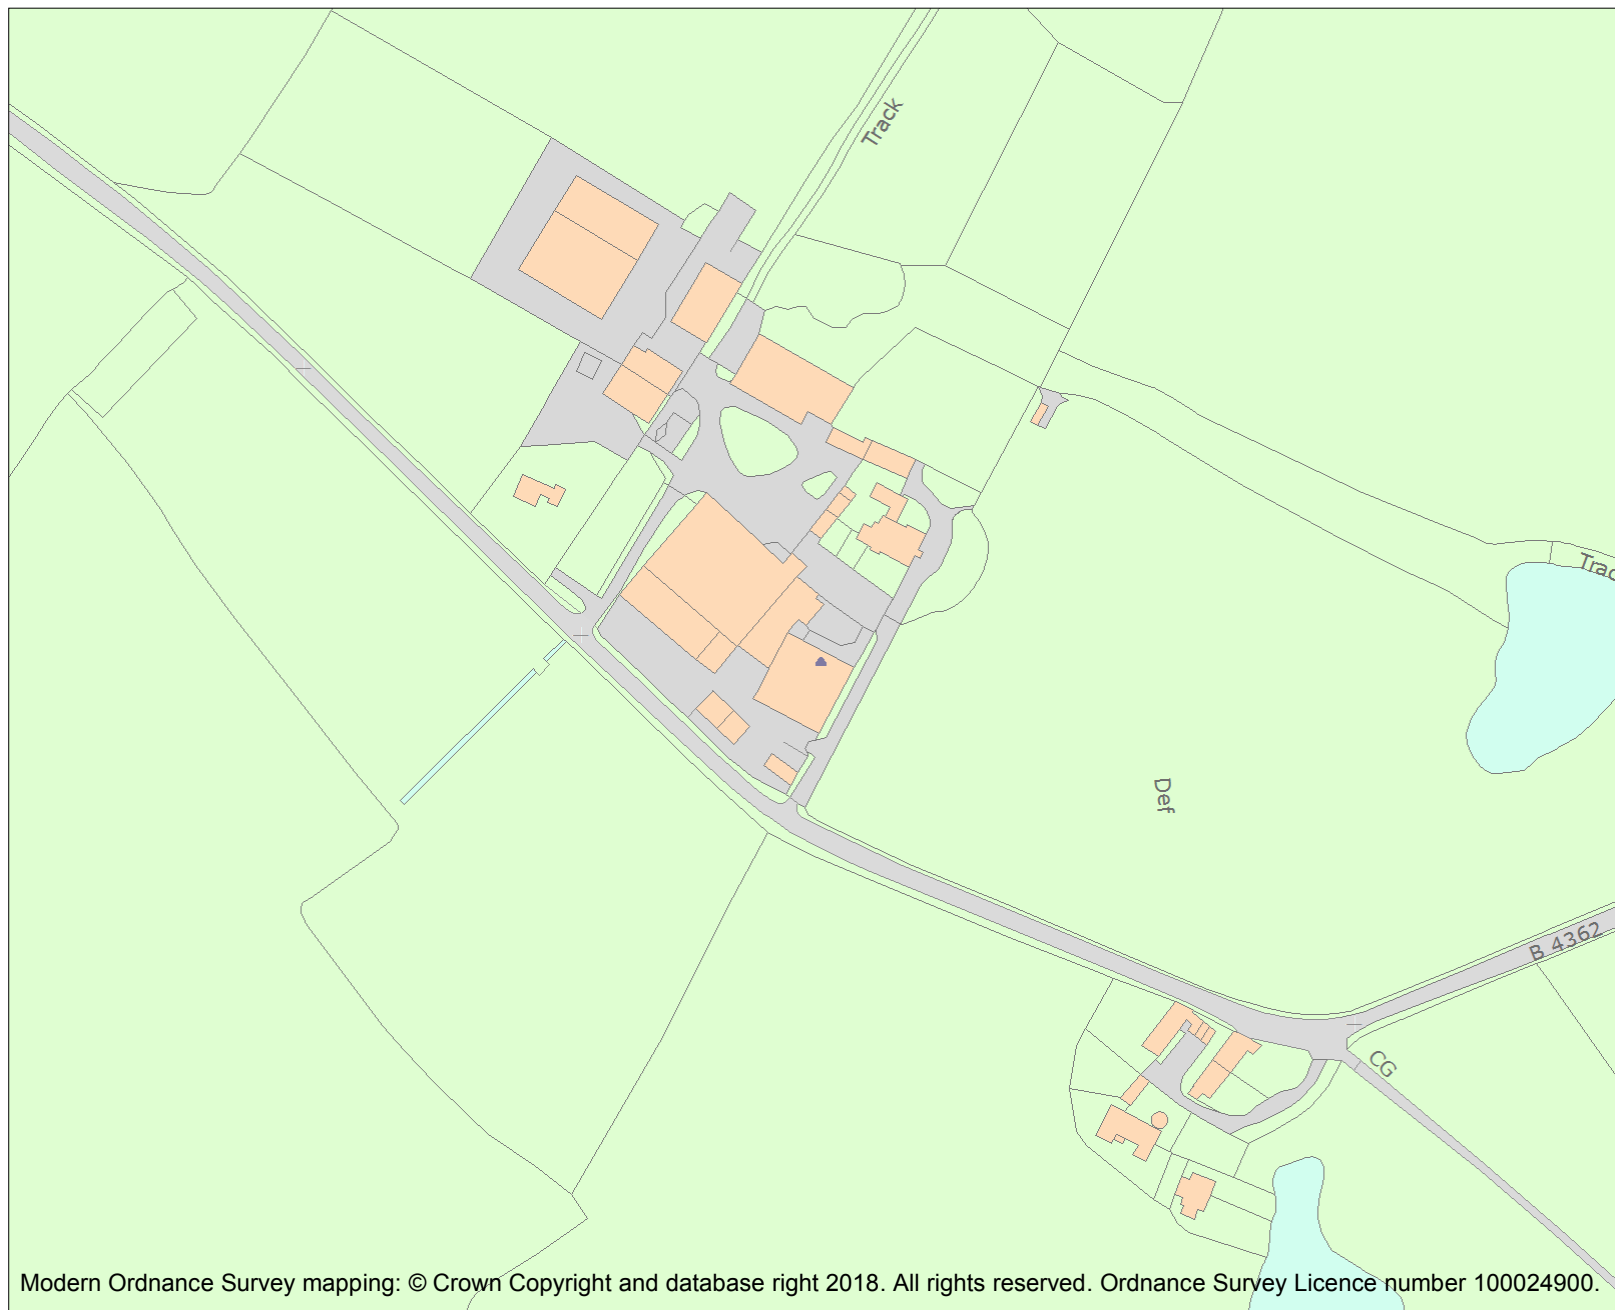 Track
Trac
Def
B 4362
CG
Modern Ordnance Survey mapping: © Crown Copyright and database right 2018. All rights reserved. Ordnance Survey Licence number 100024900.